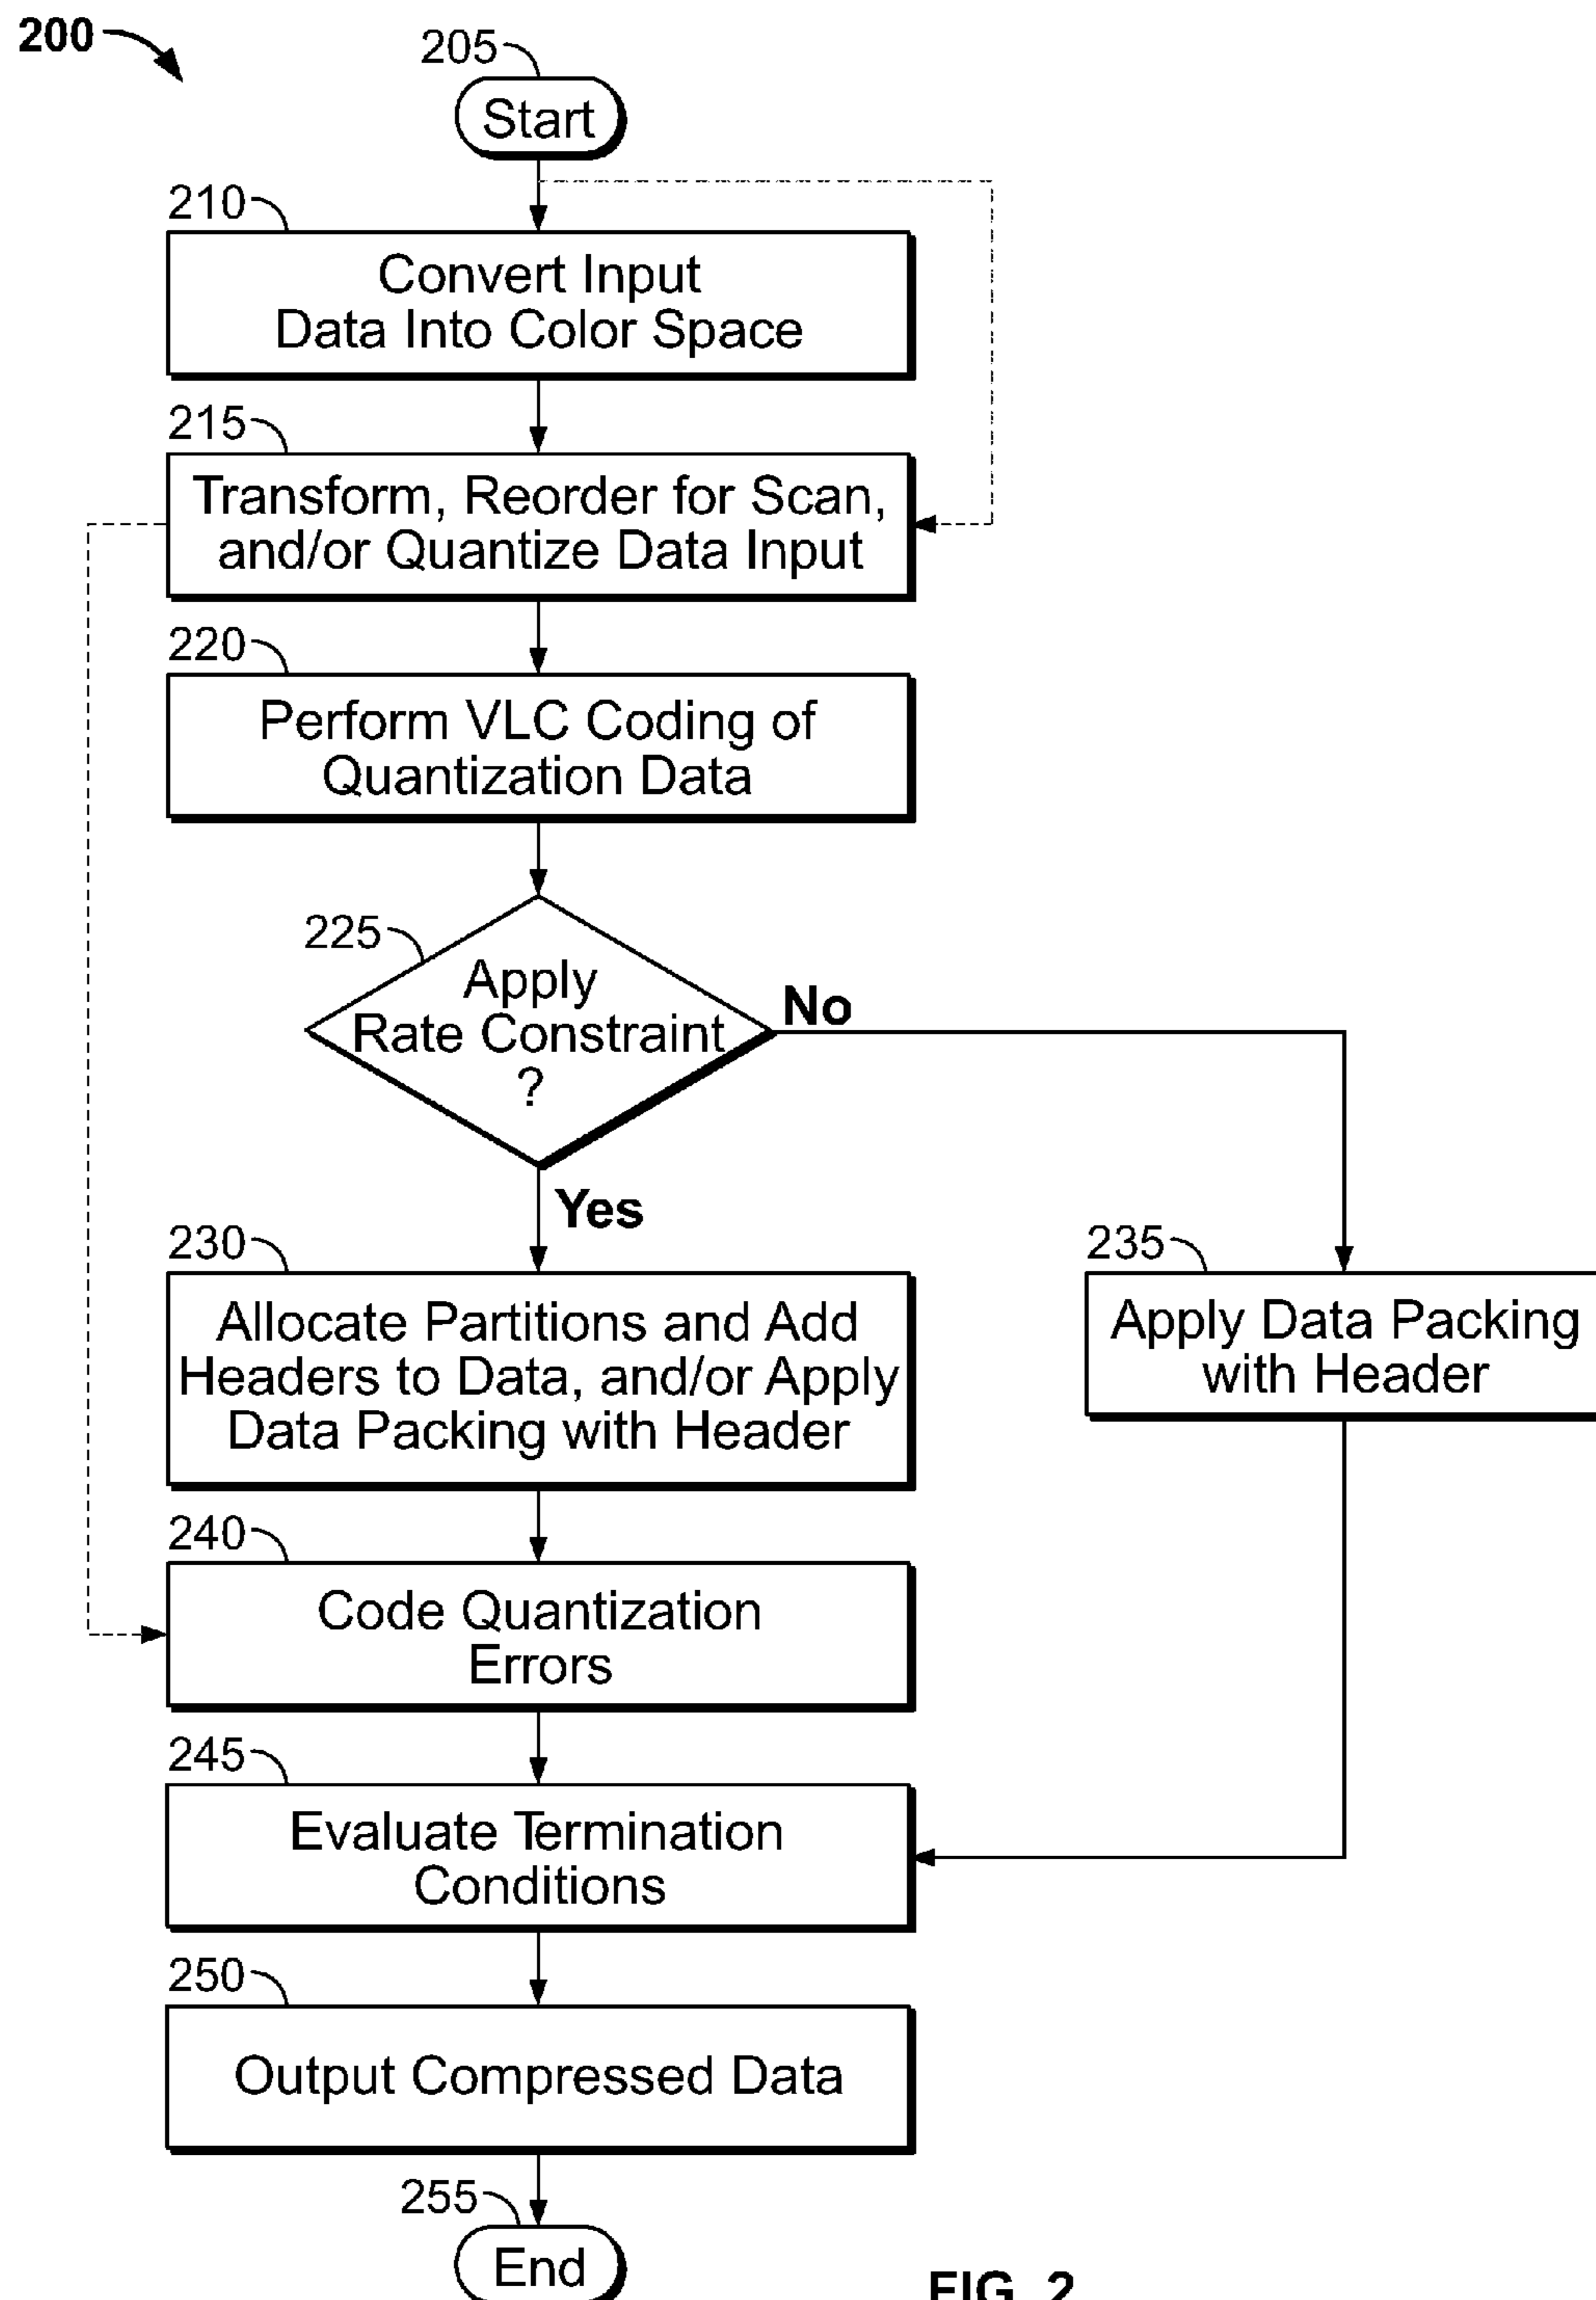 200
205
Start
210
Convert Input
Data Into Color Space
215
Transform, Reorder for Scan,
and/or Quantize Data Input
220
Perform VLC Coding of
Quantization Data
225
Apply
Rate Constraint
?
No
Yes
230
Allocate Partitions and Add
Headers to Data, and/or Apply
Data Packing with Header
235
Apply Data Packing
with Header
240
Code Quantization
Errors
245
Evaluate Termination
Conditions
250
Output Compressed Data
255
End
FIG. 2